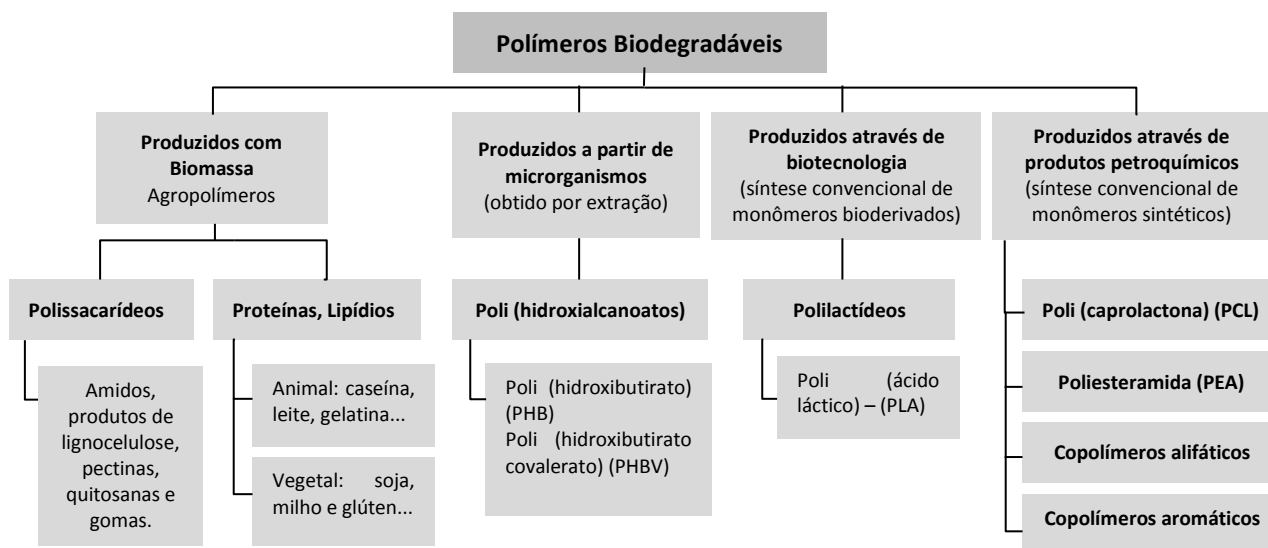 Polímeros Biodegradáveis
Produzidos com
Biomassa
Agropolímeros
Produzidos a partir de
microrganismos
(obtido por extração)
Produzidos através de
biotecnologia
(síntese convencional de
monômeros bioderivados)
Produzidos através de
produtos petroquímicos
(síntese convencional de
monômeros sintéticos)
Polissacarídeos
Proteínas, Lipídios
Poli (hidroxialcanoatos)
Polilactídeos
Poli (caprolactona) (PCL)
Amidos,
produtos de
lignocelulose,
pectinas,
quitosanas e
gomas.
Animal: caseína,
leite, gelatina...
Vegetal: soja,
milho e glúten...
Poli (hidroxibutirato)
(PHB)
Poli (hidroxibutirato
covalerato) (PHBV)
Poli (ácido
láctico) – (PLA)
Poliesteramida (PEA)
Copolímeros alifáticos
Copolímeros aromáticos